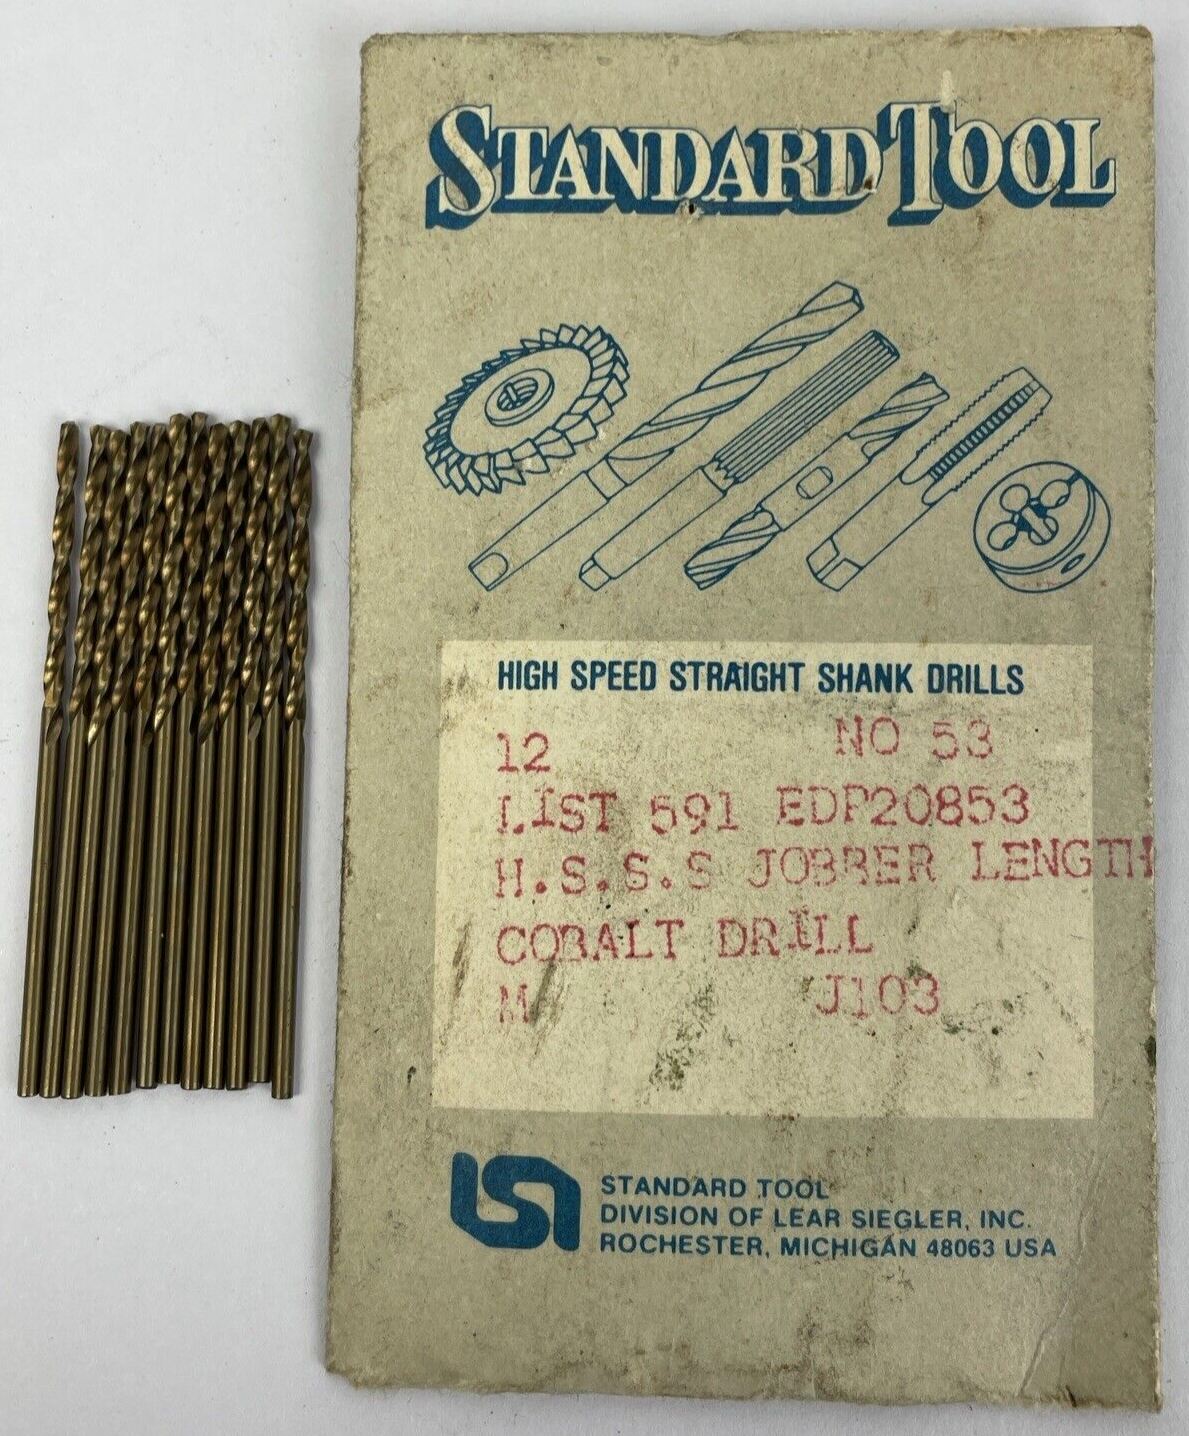 STANDARD TOOL
HIGH SPEED STRAIGHT SHANK DRILLS
12 NO 53
LIST 591 EDP20853
H.S.S.S JOBBER LENGTH
COBALT DRILL
M J103
STANDARD TOOL
DIVISION OF LEAR SIEGLER, INC.
ROCHESTER, MICHIGAN 48063 USA